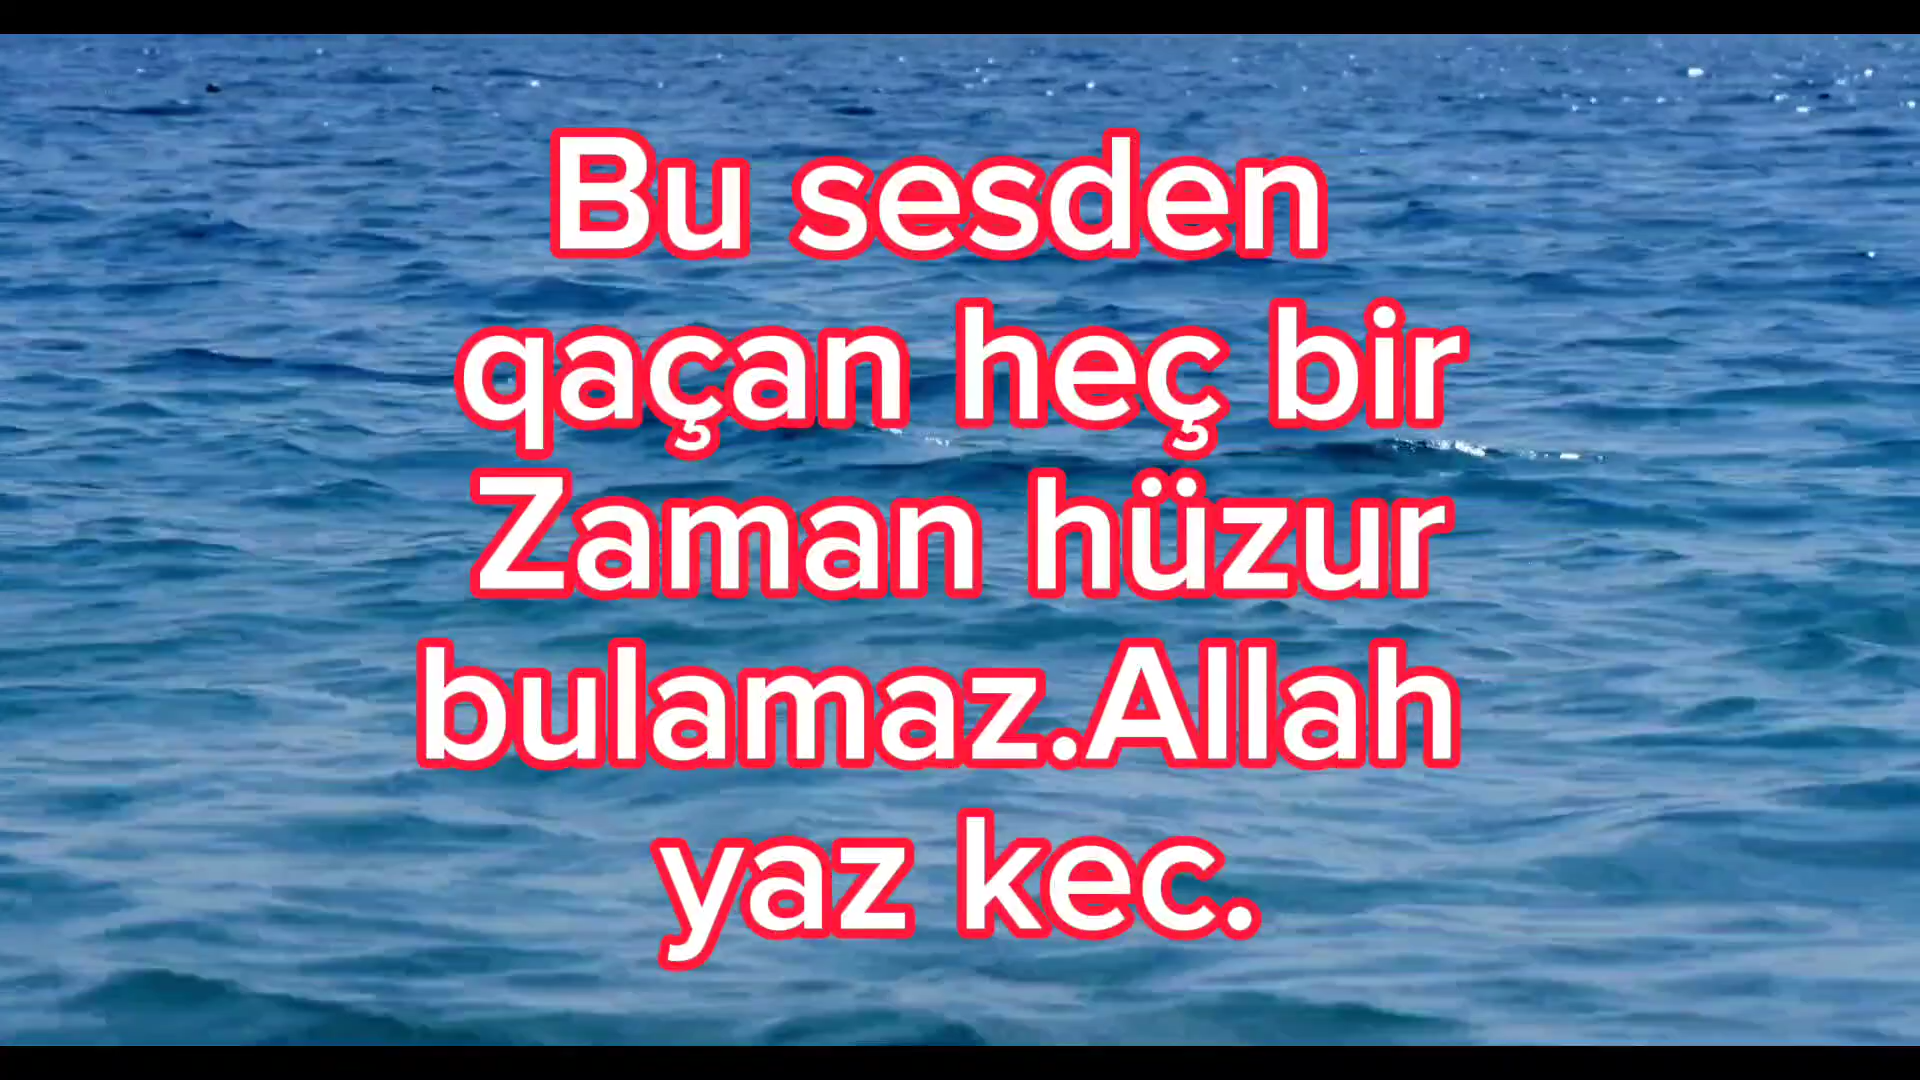 Bu sesden
qaçan heç bir
Zaman hüzur
bulamaz.Allah
yaz kec.